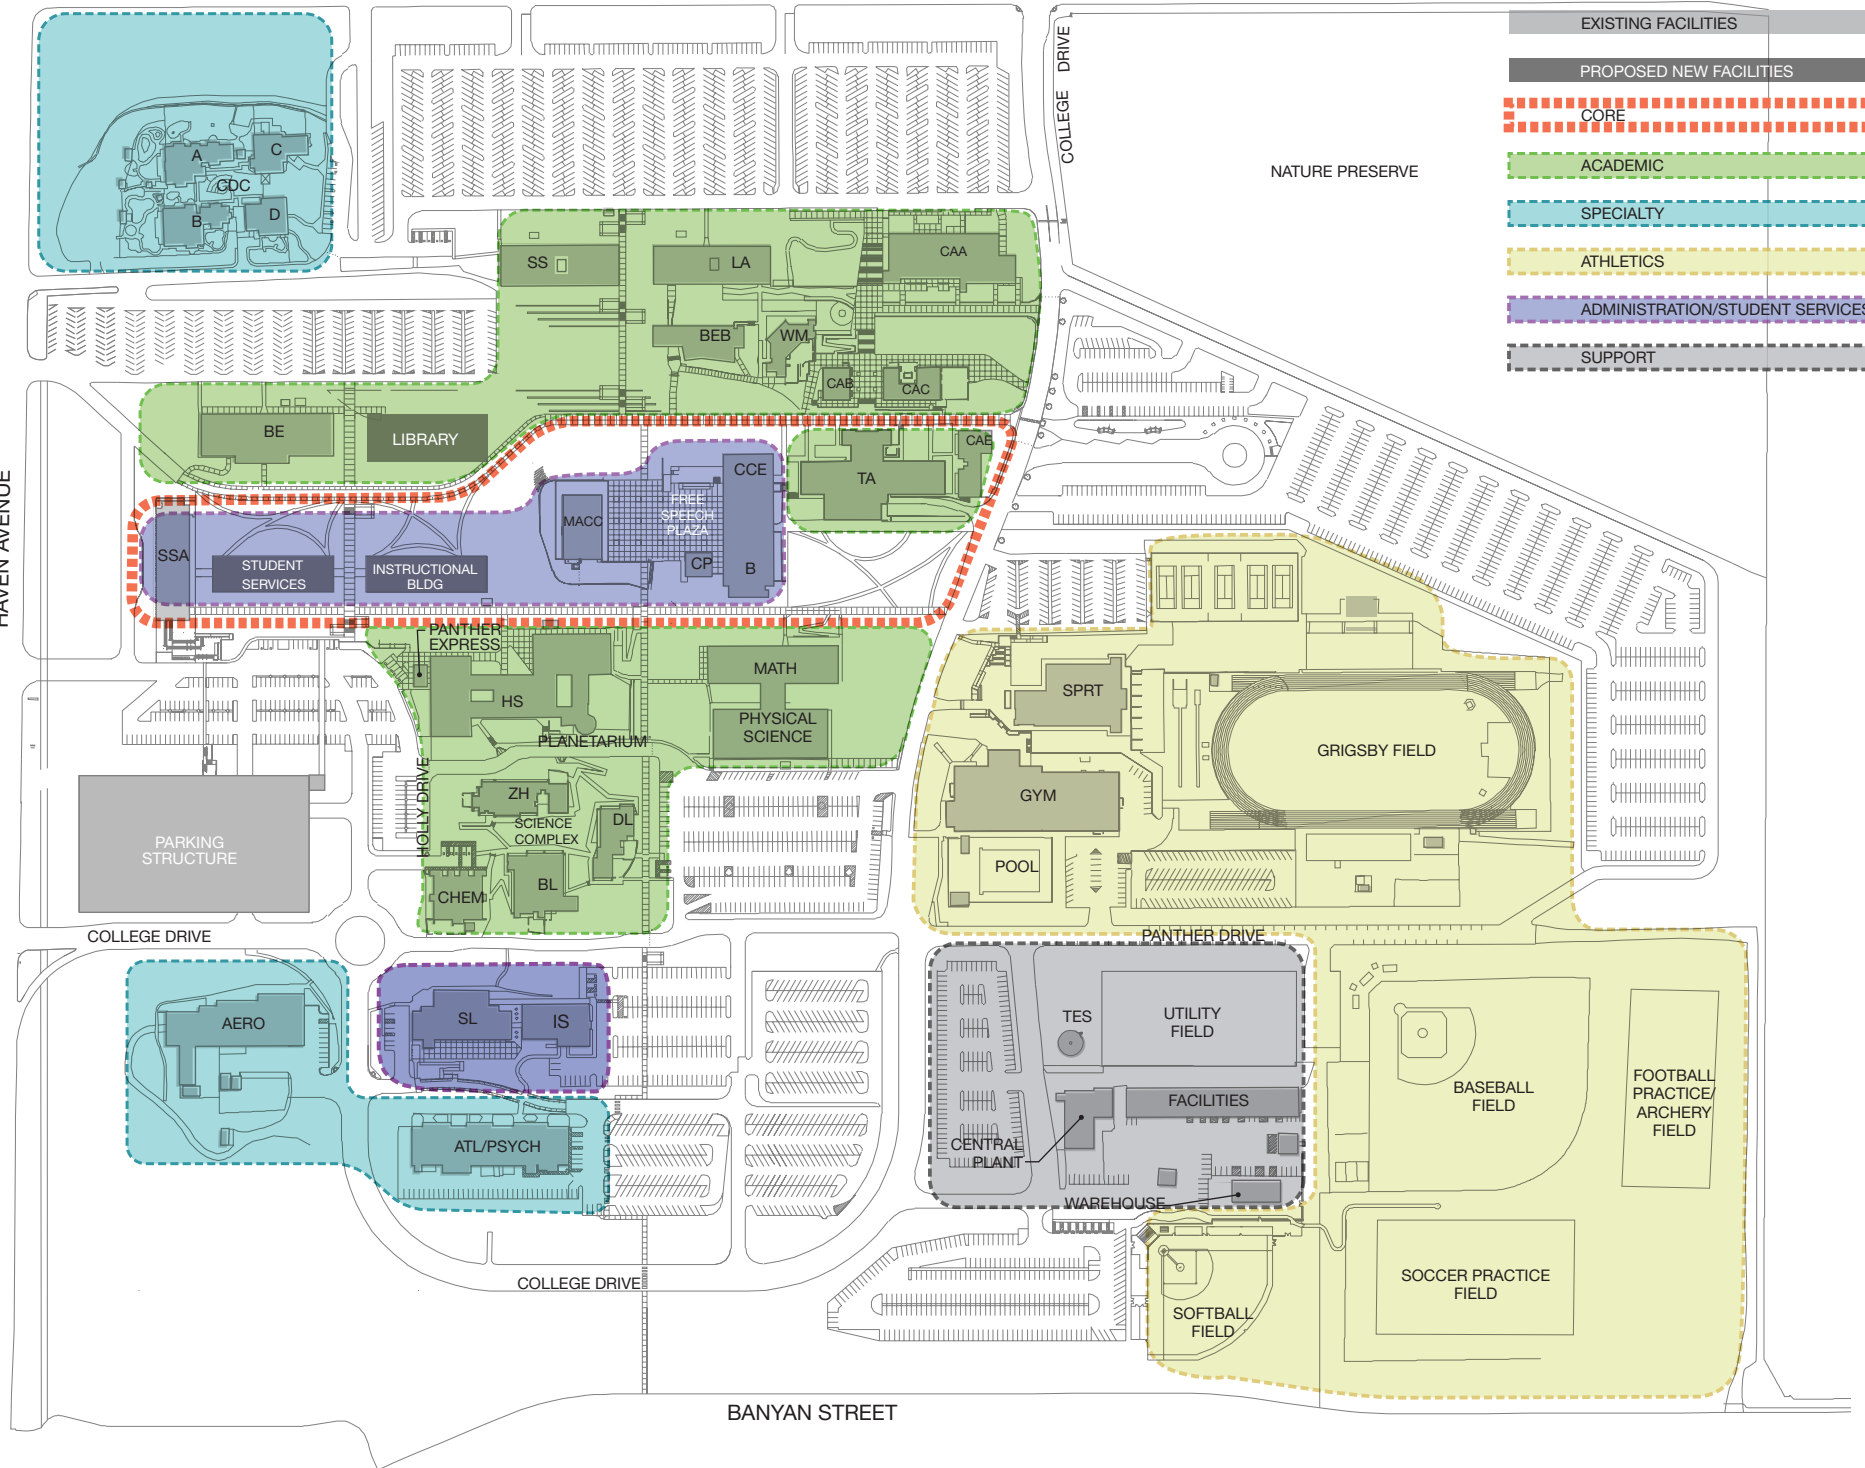 EXISTING FACILITIES
PROPOSED NEW FACILITIES
CORE
ACADEMIC
SPECIALTY
ATHLETICS
ADMINISTRATION/STUDENT SERVICES
SUPPORT
COLLEGE DRIVE
NATURE PRESERVE
A
C
CDC
B
D
SS
LA
CAA
BEB
WM
CAB
CAC
BE
LIBRARY
CAE
TA
CCE
FREE
SPEECH
PLAZA
MACC
CP
B
SSA
STUDENT
SERVICES
INSTRUCTIONAL
BLDG
HAVEN AVENUE
PANTHER
EXPRESS
HS
PLANETARIUM
MATH
PHYSICAL
SCIENCE
SPRT
GRIGSBY FIELD
GYM
POOL
HOLLY DRIVE
ZH
SCIENCE
COMPLEX
DL
BL
CHEM
PARKING
STRUCTURE
COLLEGE DRIVE
PANTHER DRIVE
AERO
SL
IS
ATL/PSYCH
TES
UTILITY
FIELD
FACILITIES
CENTRAL
PLANT
WAREHOUSE
BASEBALL
FIELD
FOOTBALL
PRACTICE/
ARCHERY
FIELD
SOCCER PRACTICE
FIELD
SOFTBALL
FIELD
COLLEGE DRIVE
BANYAN STREET